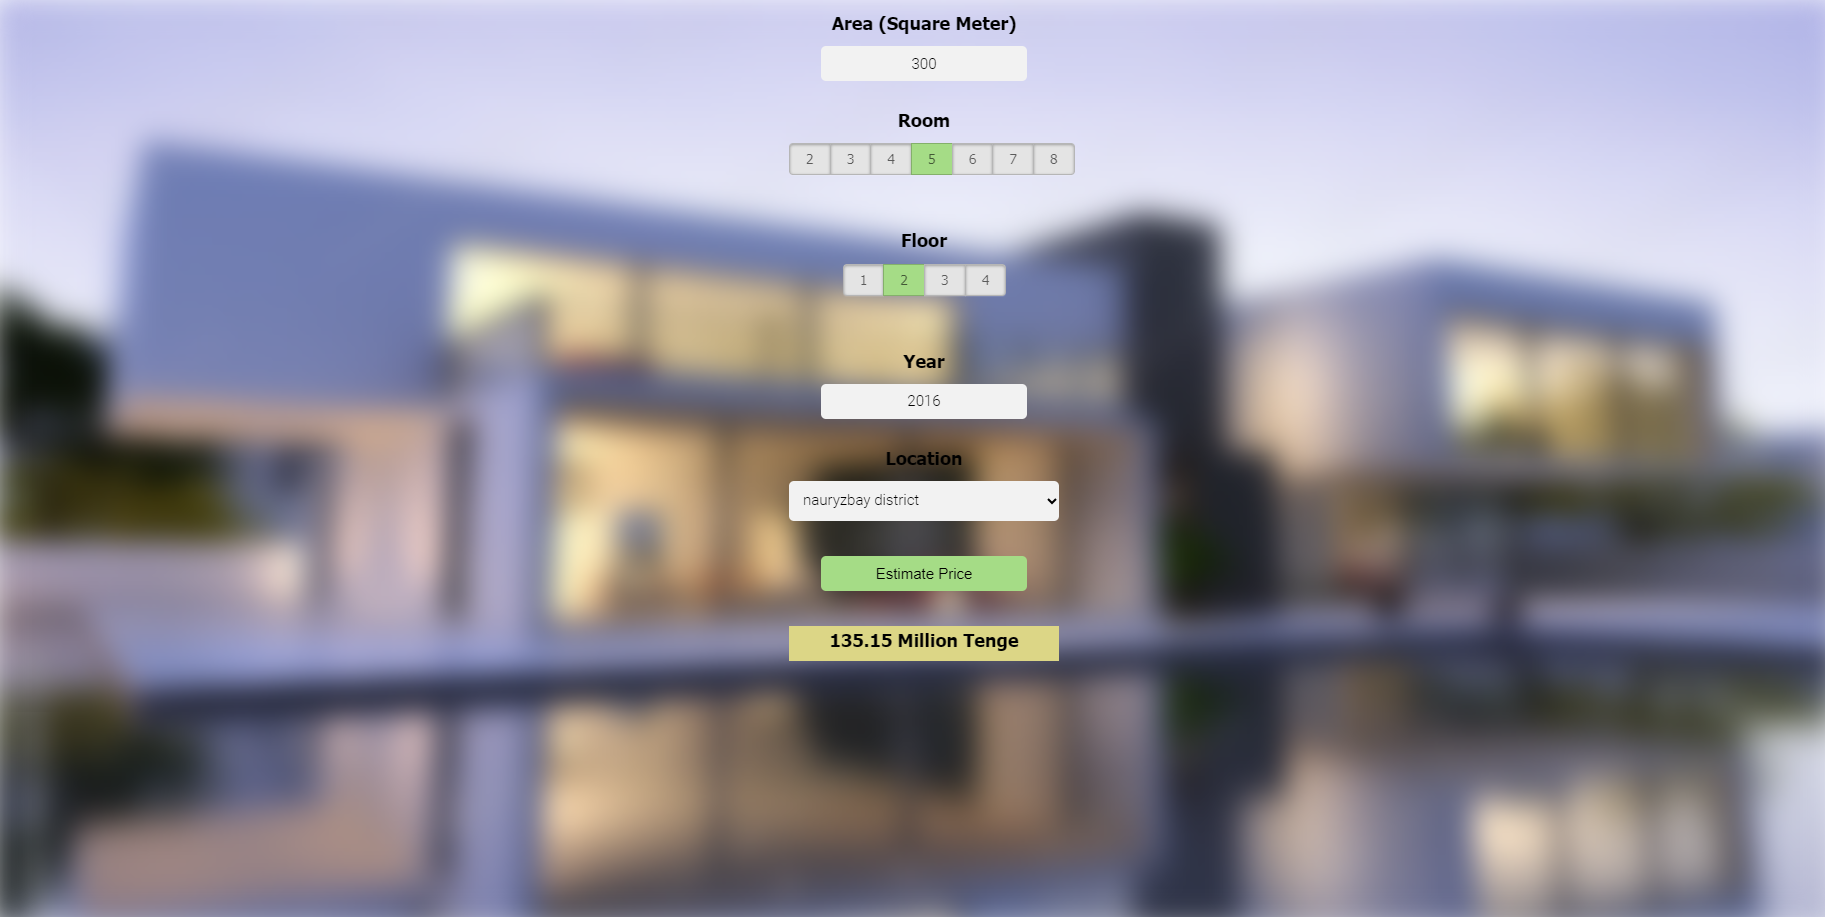 Area (Square Meter)
300
Room
2 3 4 5 6 7 8
Floor
1 2 3 4
Year
2016
Location
nauryzbay district
Estimate Price
135.15 Million Tenge